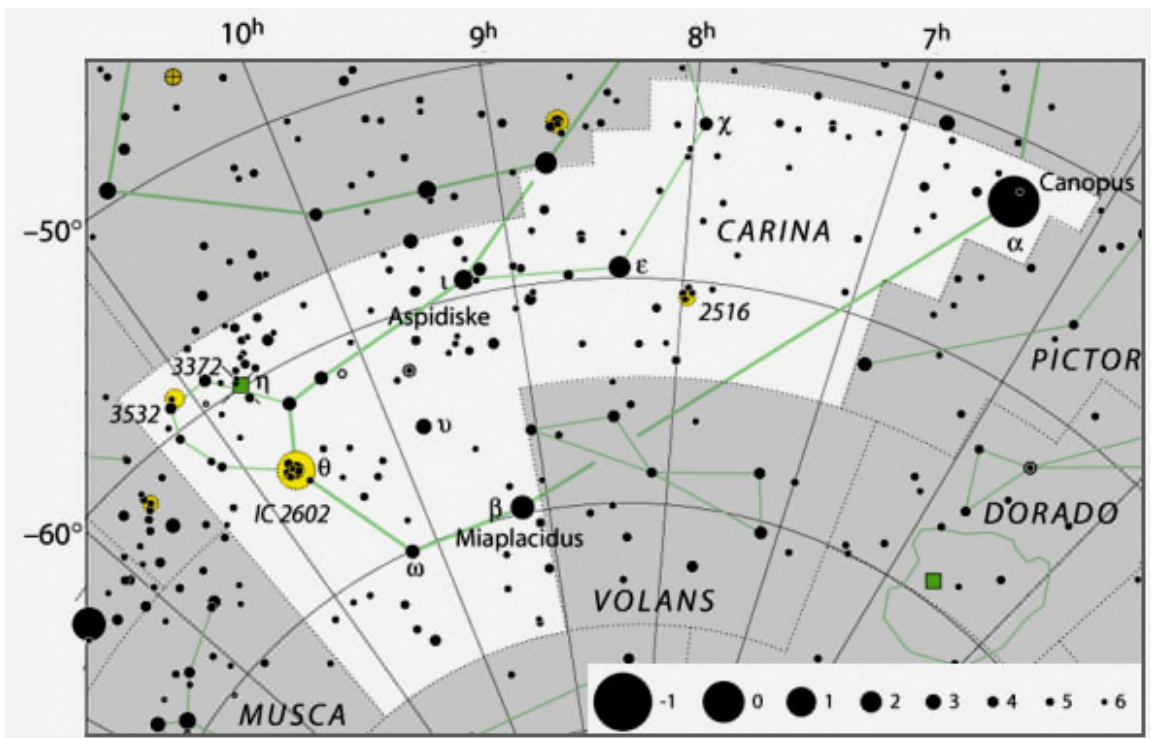 10h 9h 8h 7h
χ
Canopus
–50°
CARINA
α
ε
ι
2516
Aspidiske
PICTOR
3372
η
3532
υ
θ
IC 2602
β
DORADO
–60°
Miaplacidus
ω
VOLANS
-1 0 1 2 3 4 5 6
MUSCA